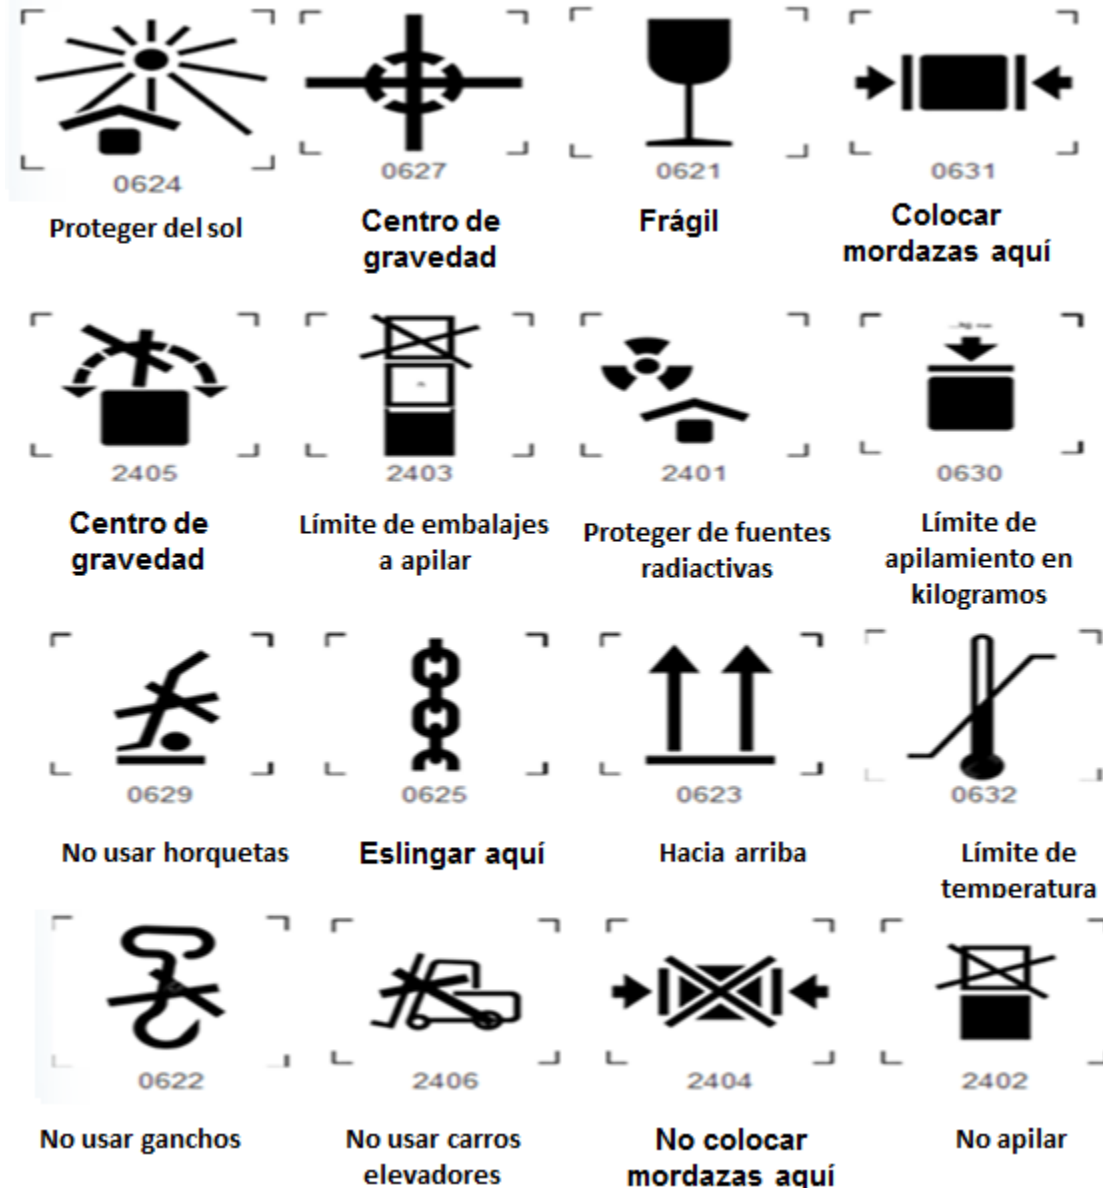 0624
0627
0621
0631
Proteger del sol
Centro de
gravedad
Frágil
Colocar
mordazas aquí
2405
2403
2401
0630
Centro de
gravedad
Límite de embalajes
a apilar
Proteger de fuentes
radiactivas
Límite de
apilamiento en
kilogramos
0629
0625
0623
0632
No usar horquetas
Eslingar aquí
Hacia arriba
Límite de
temperatura
0622
2406
2404
2402
No usar ganchos
No usar carros
elevadores
No colocar
mordazas aquí
No apilar